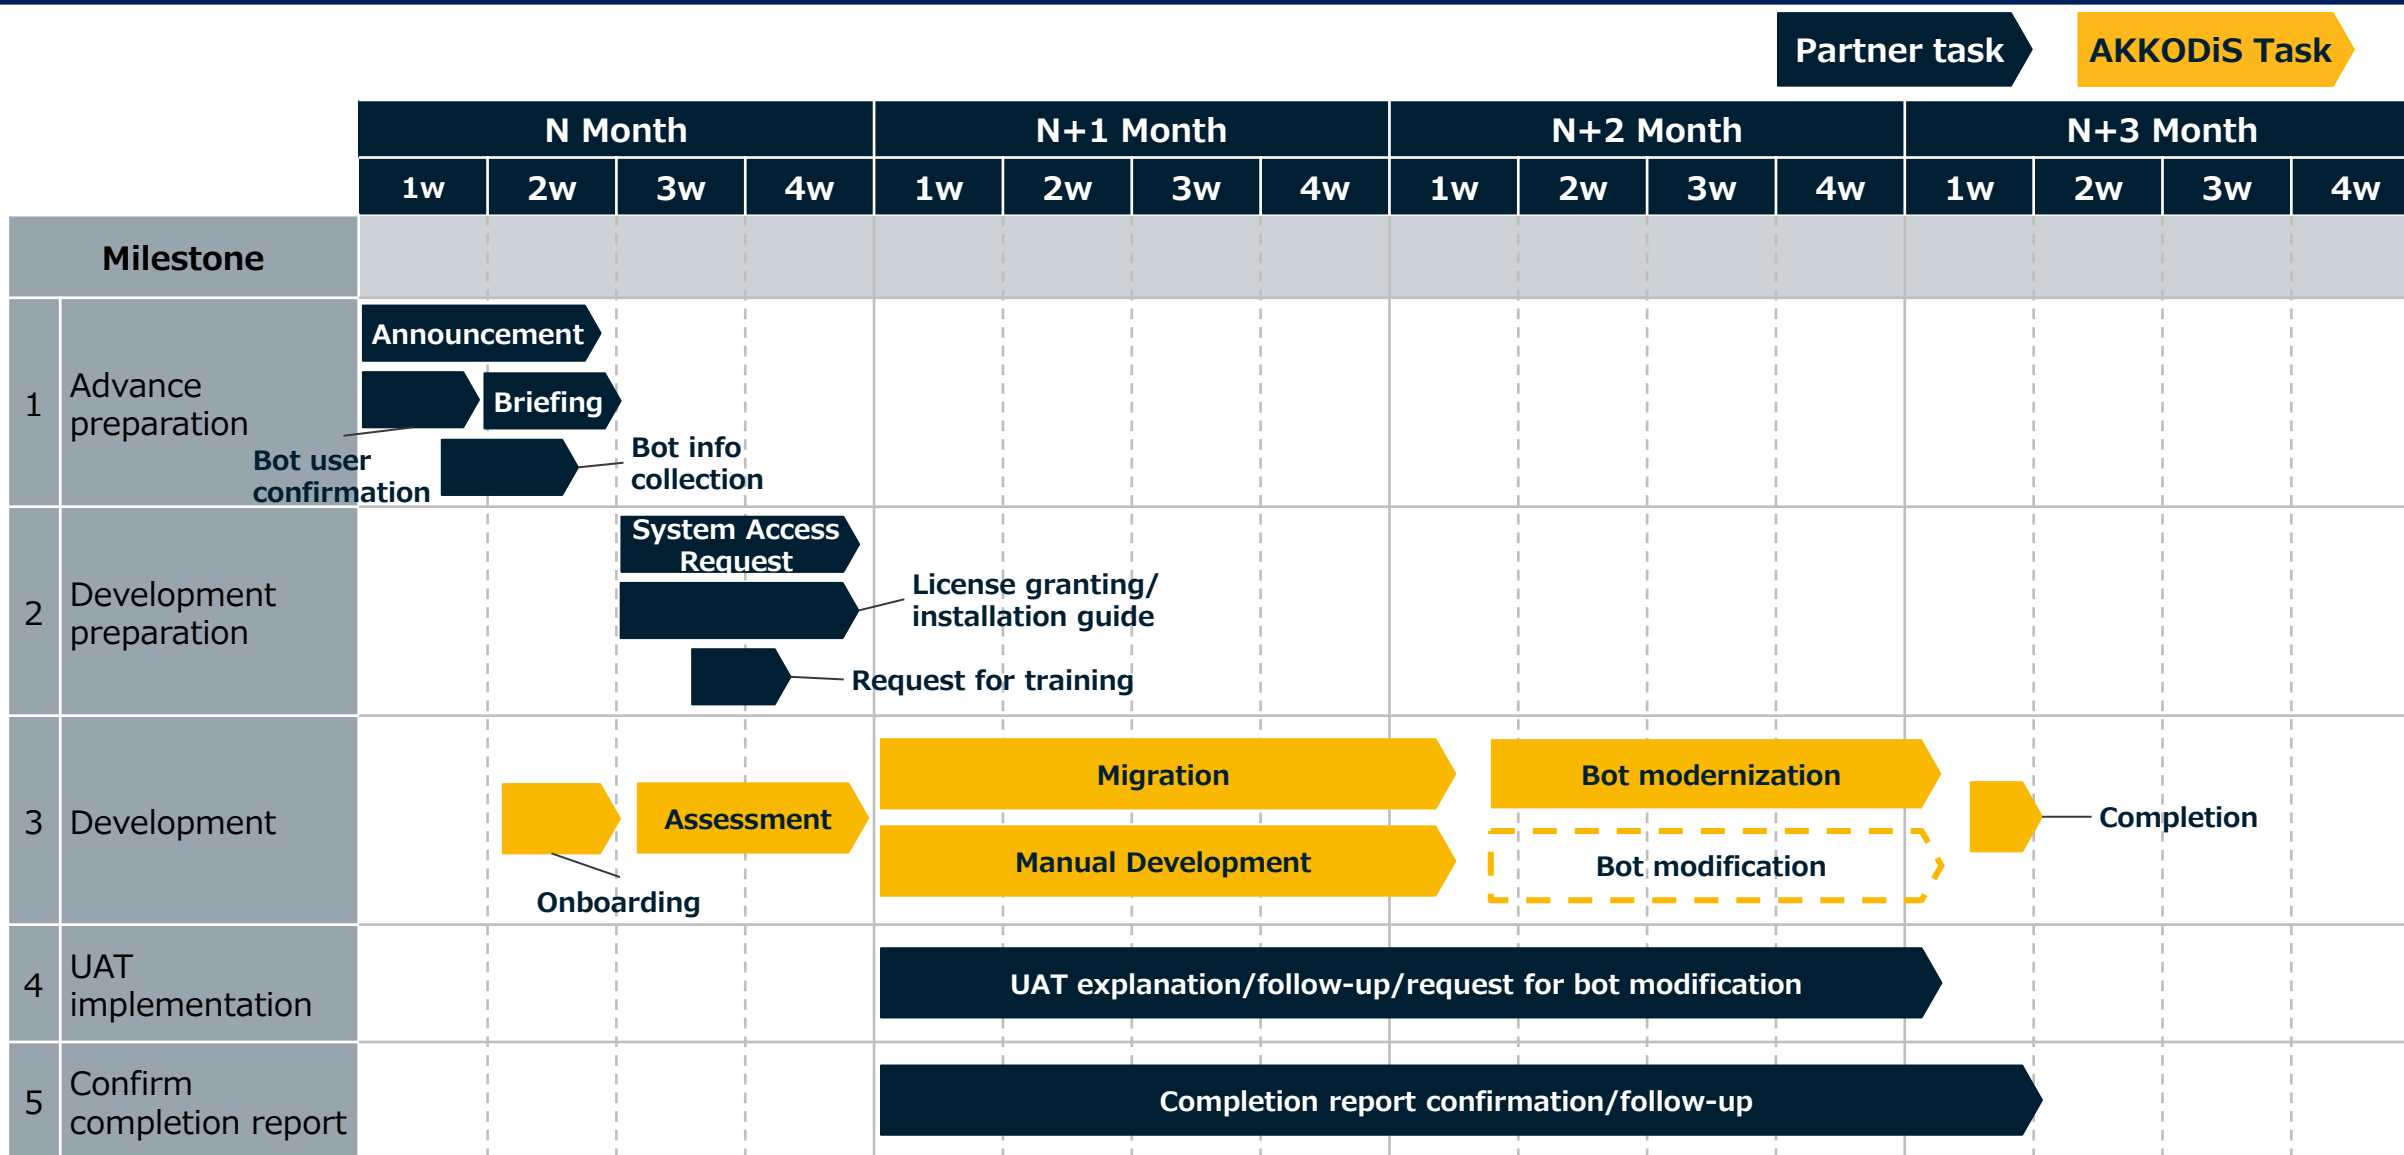 Partner task
AKKODiS Task
N Month
N+1 Month
N+2 Month
N+3 Month
1w 2w 3w 4w 1w 2w 3w 4w 1w 2w 3w 4w 1w 2w 3w 4w
Milestone
1
Advance
preparation
Announcement
Briefing
Bot user
confirmation
Bot info
collection
2
Development
preparation
System Access
Request
License granting/
installation guide
Request for training
3
Development
Onboarding
Assessment
Migration
Manual Development
Bot modernization
Bot modification
Completion
4
UAT
implementation
UAT explanation/follow-up/request for bot modification
5
Confirm
completion report
Completion report confirmation/follow-up